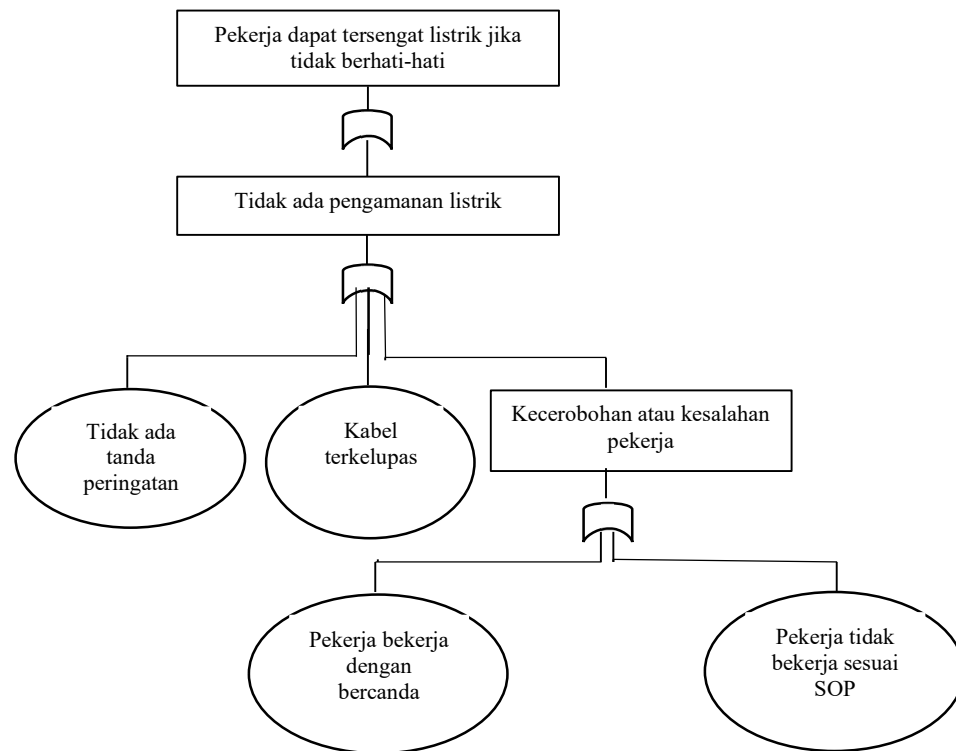 Pekerja dapat tersengat listrik jika
tidak berhati-hati
Tidak ada pengamanan listrik
Tidak ada
tanda
peringatan
Kabel
terkelupas
Kecerobohan atau kesalahan
pekerja
Pekerja bekerja
dengan
bercanda
Pekerja tidak
bekerja sesuai
SOP